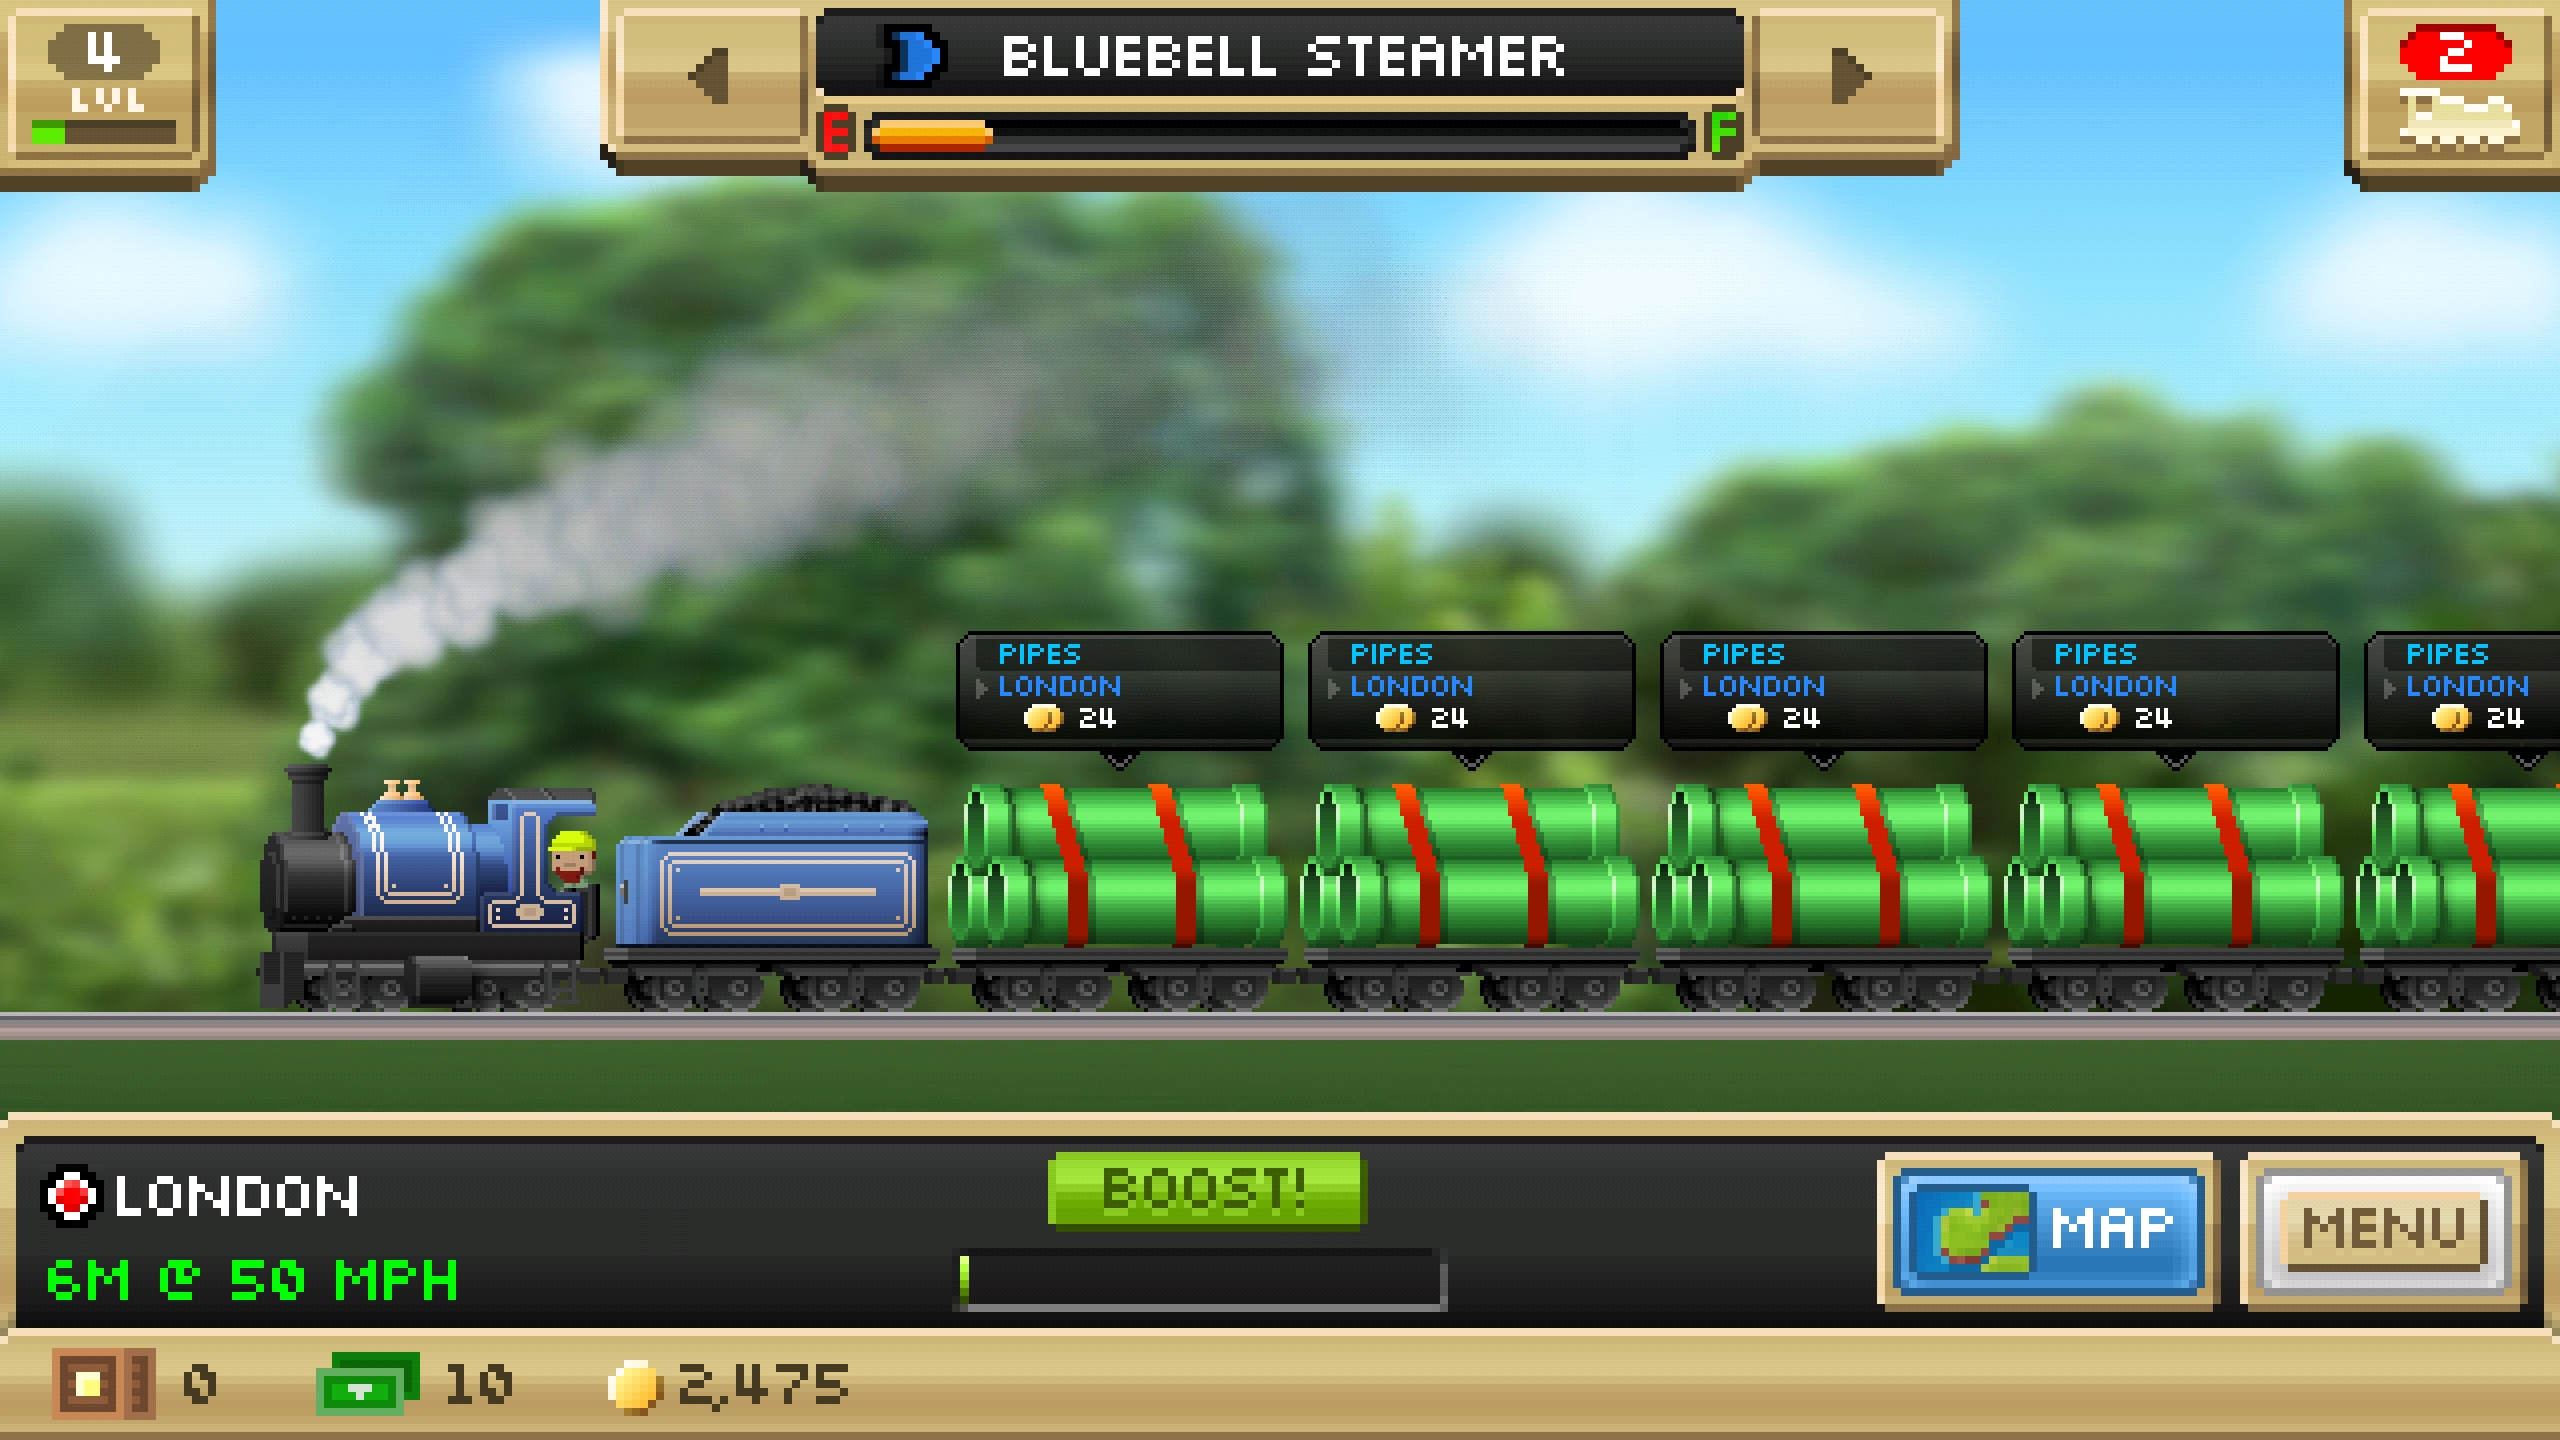 4
LVL
BLUEBELL STEAMER
E F
2
PIPES
LONDON
24
PIPES
LONDON
24
PIPES
LONDON
24
PIPES
LONDON
24
PIPES
LONDON
24
LONDON
6M @ 50 MPH
BOOST!
MAP
MENU
0 10 2,475